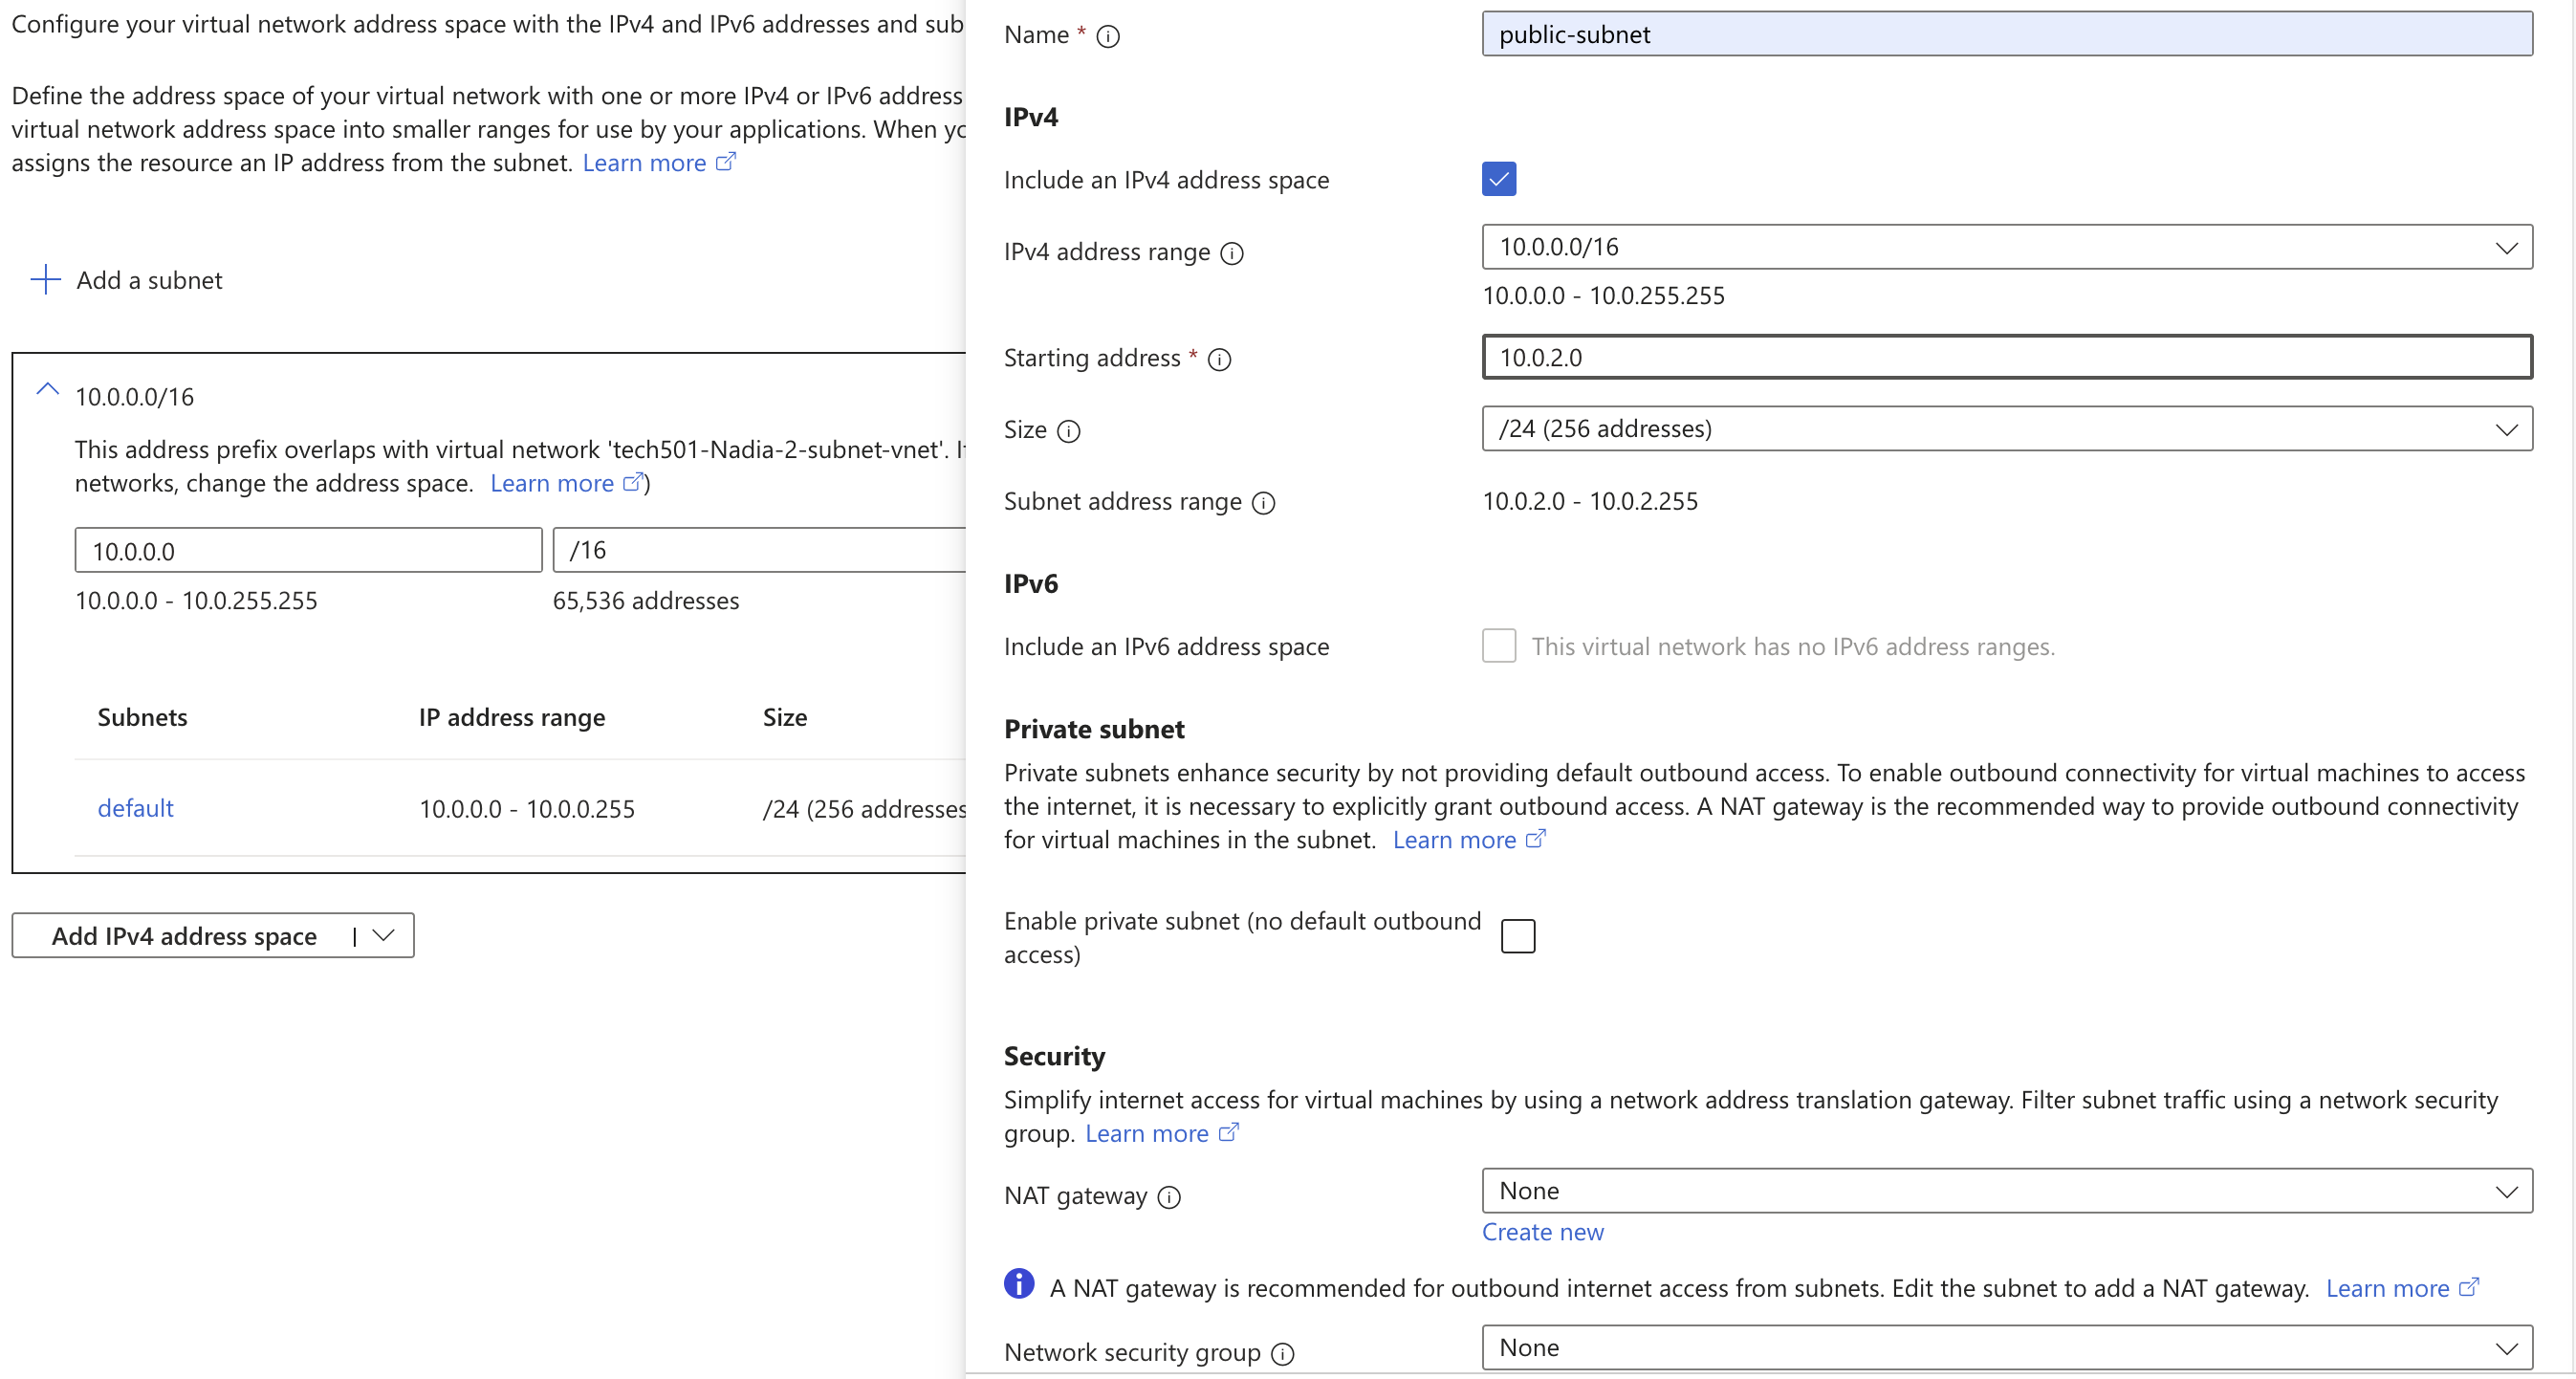 Configure your virtual network address space with the IPv4 and IPv6 addresses and sub
Define the address space of your virtual network with one or more IPv4 or IPv6 address
virtual network address space into smaller ranges for use by your applications. When yo
assigns the resource an IP address from the subnet. Learn more
Add a subnet
10.0.0.0/16
This address prefix overlaps with virtual network 'tech501-Nadia-2-subnet-vnet'. I
networks, change the address space. Learn more )
10.0.0.0
/16
10.0.0.0 - 10.0.255.255
65,536 addresses
Subnets IP address range Size
default 10.0.0.0 - 10.0.0.255 /24 (256 addresses
Add IPv4 address space |
Name *
public-subnet
IPv4
Include an IPv4 address space
IPv4 address range
10.0.0.0/16
10.0.0.0 - 10.0.255.255
Starting address *
10.0.2.0
Size
/24 (256 addresses)
Subnet address range
10.0.2.0 - 10.0.2.255
IPv6
Include an IPv6 address space
This virtual network has no IPv6 address ranges.
Private subnet
Private subnets enhance security by not providing default outbound access. To enable outbound connectivity for virtual machines to access
the internet, it is necessary to explicitly grant outbound access. A NAT gateway is the recommended way to provide outbound connectivity
for virtual machines in the subnet. Learn more
Enable private subnet (no default outbound
access)
Security
Simplify internet access for virtual machines by using a network address translation gateway. Filter subnet traffic using a network security
group. Learn more
NAT gateway
None
Create new
A NAT gateway is recommended for outbound internet access from subnets. Edit the subnet to add a NAT gateway. Learn more
Network security group
None